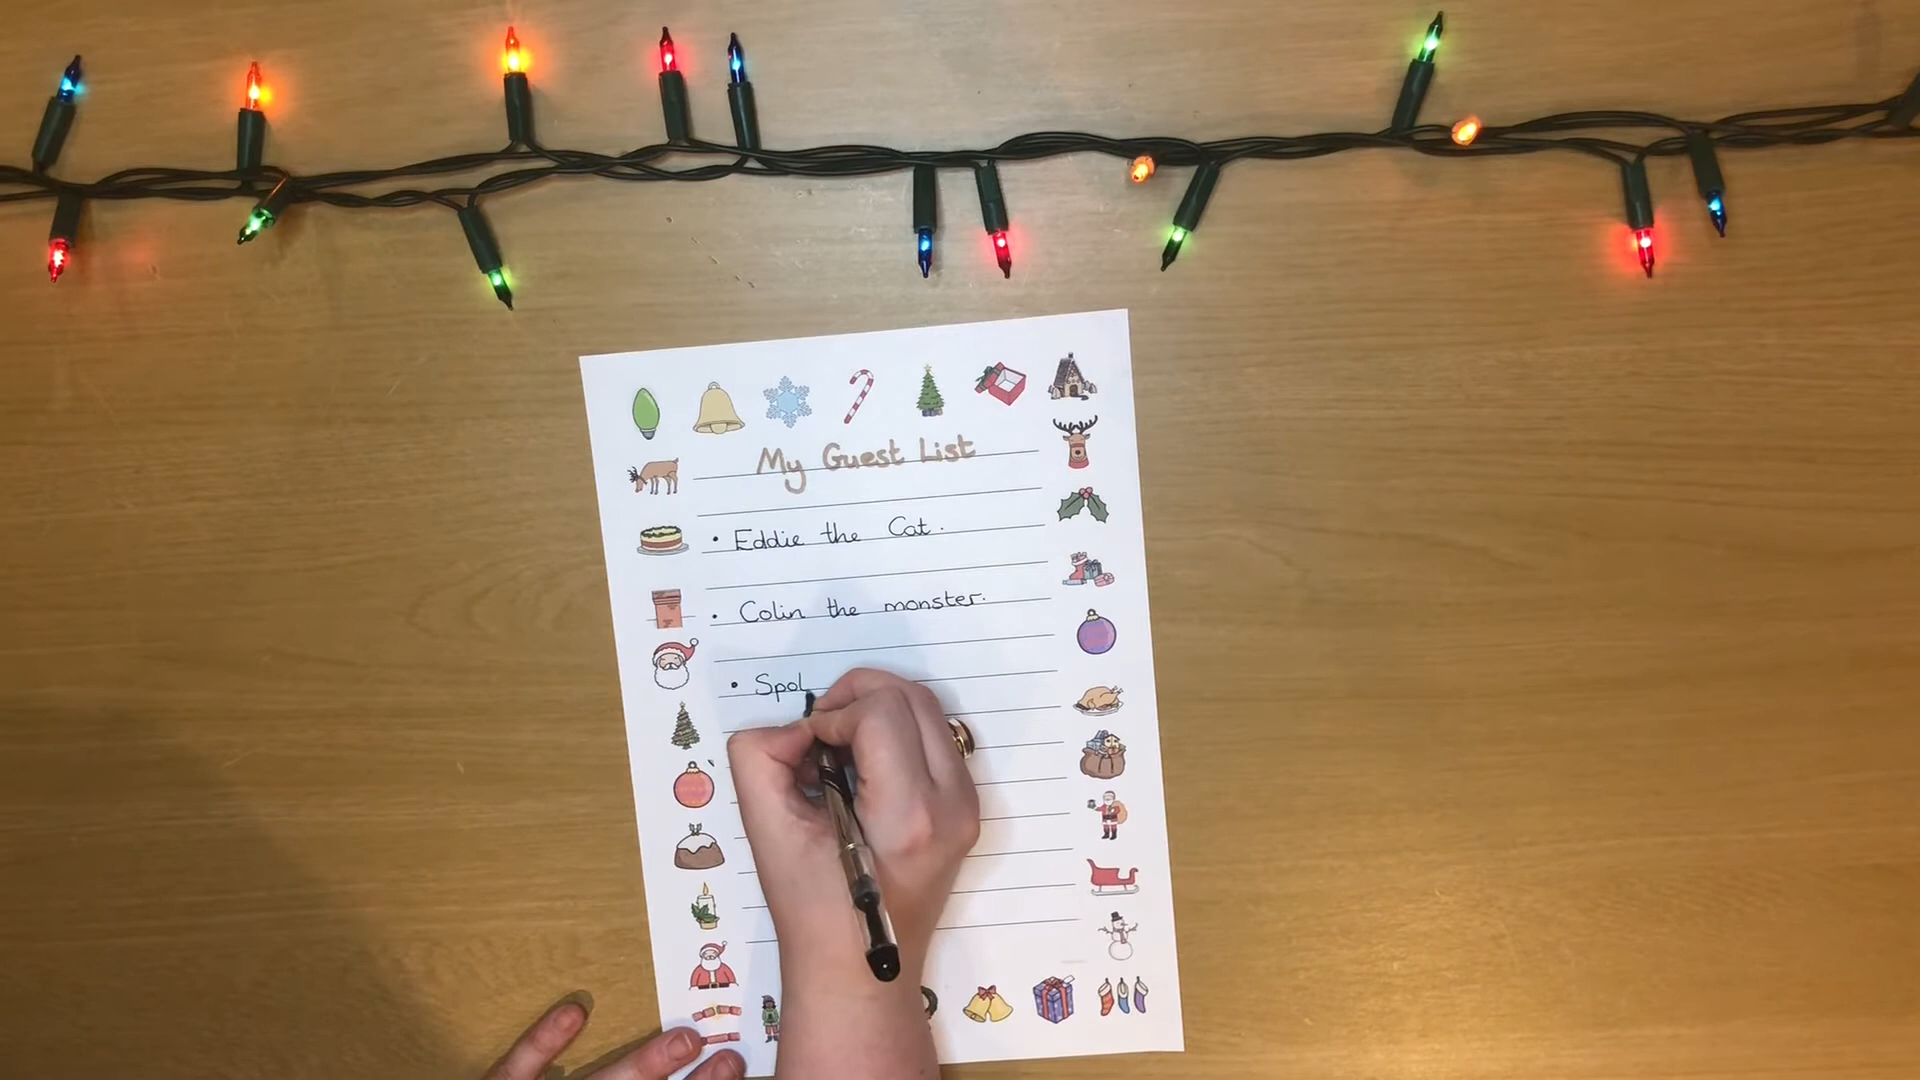 My Guest List
• Eddie the Cat.
• Colin the monster.
• Spol